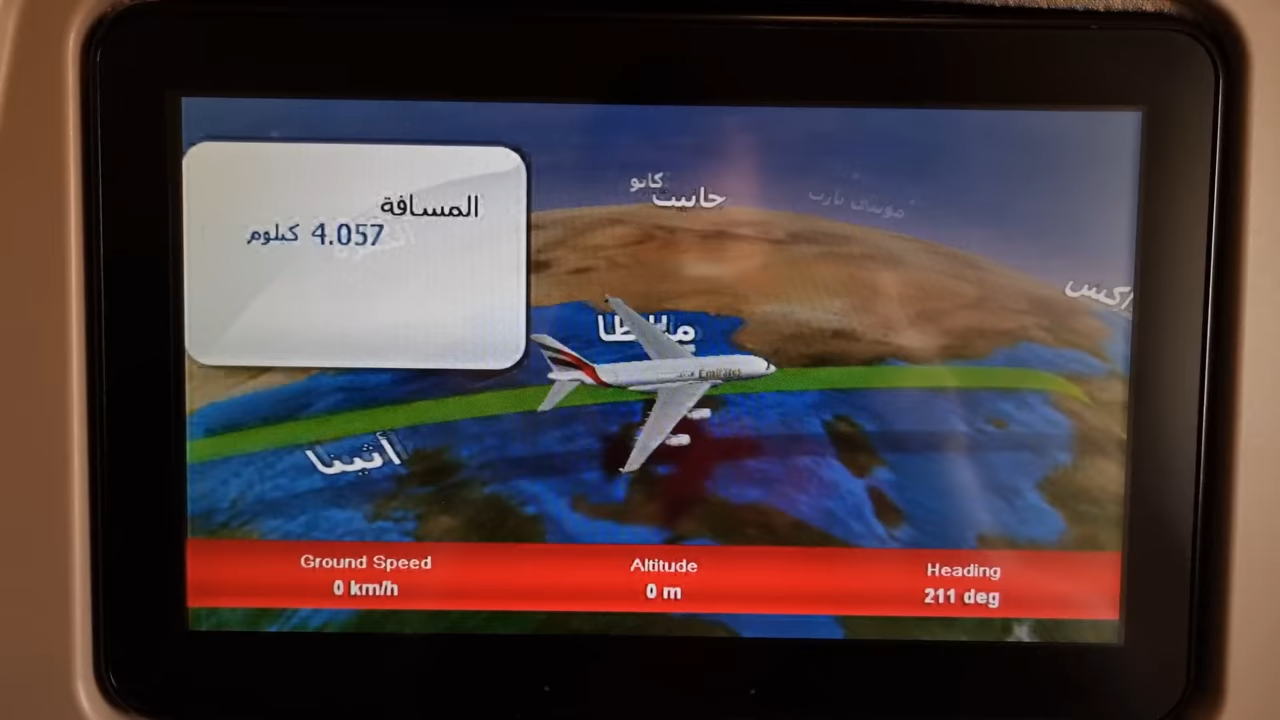 المسافة
4.057 كيلوم
كانو
جانيت
مالطا
Emirates
أثينا
Ground Speed
0 km/h
Altitude
0 m
Heading
211 deg